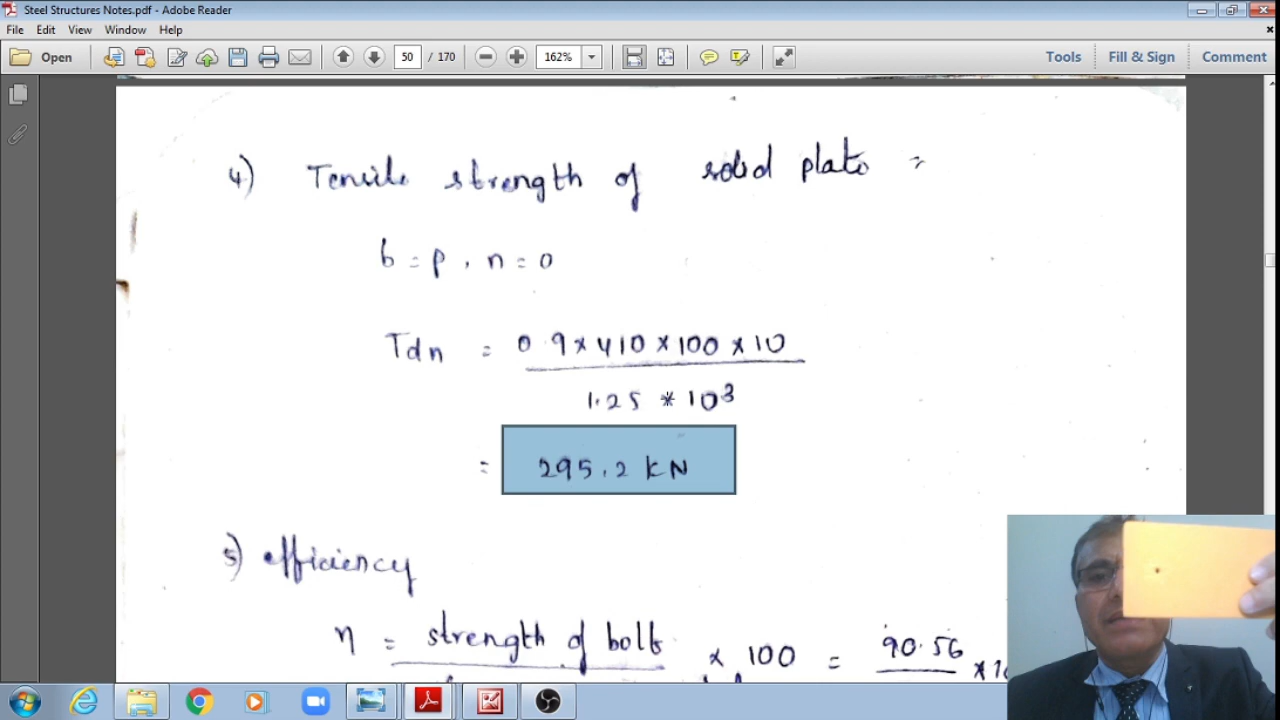 Steel Structures Notes.pdf - Adobe Reader
File Edit View Window Help
Open 50 / 170 162% Tools Fill & Sign Comment
4) Tensile strength of solid plate =
b = p , n = 0
Tdn = 0.9 * 410 * 100 * 10
1.25 * 10³
= 295.2 kN
5) efficiency
η = strength of bolt × 100 = 90.56